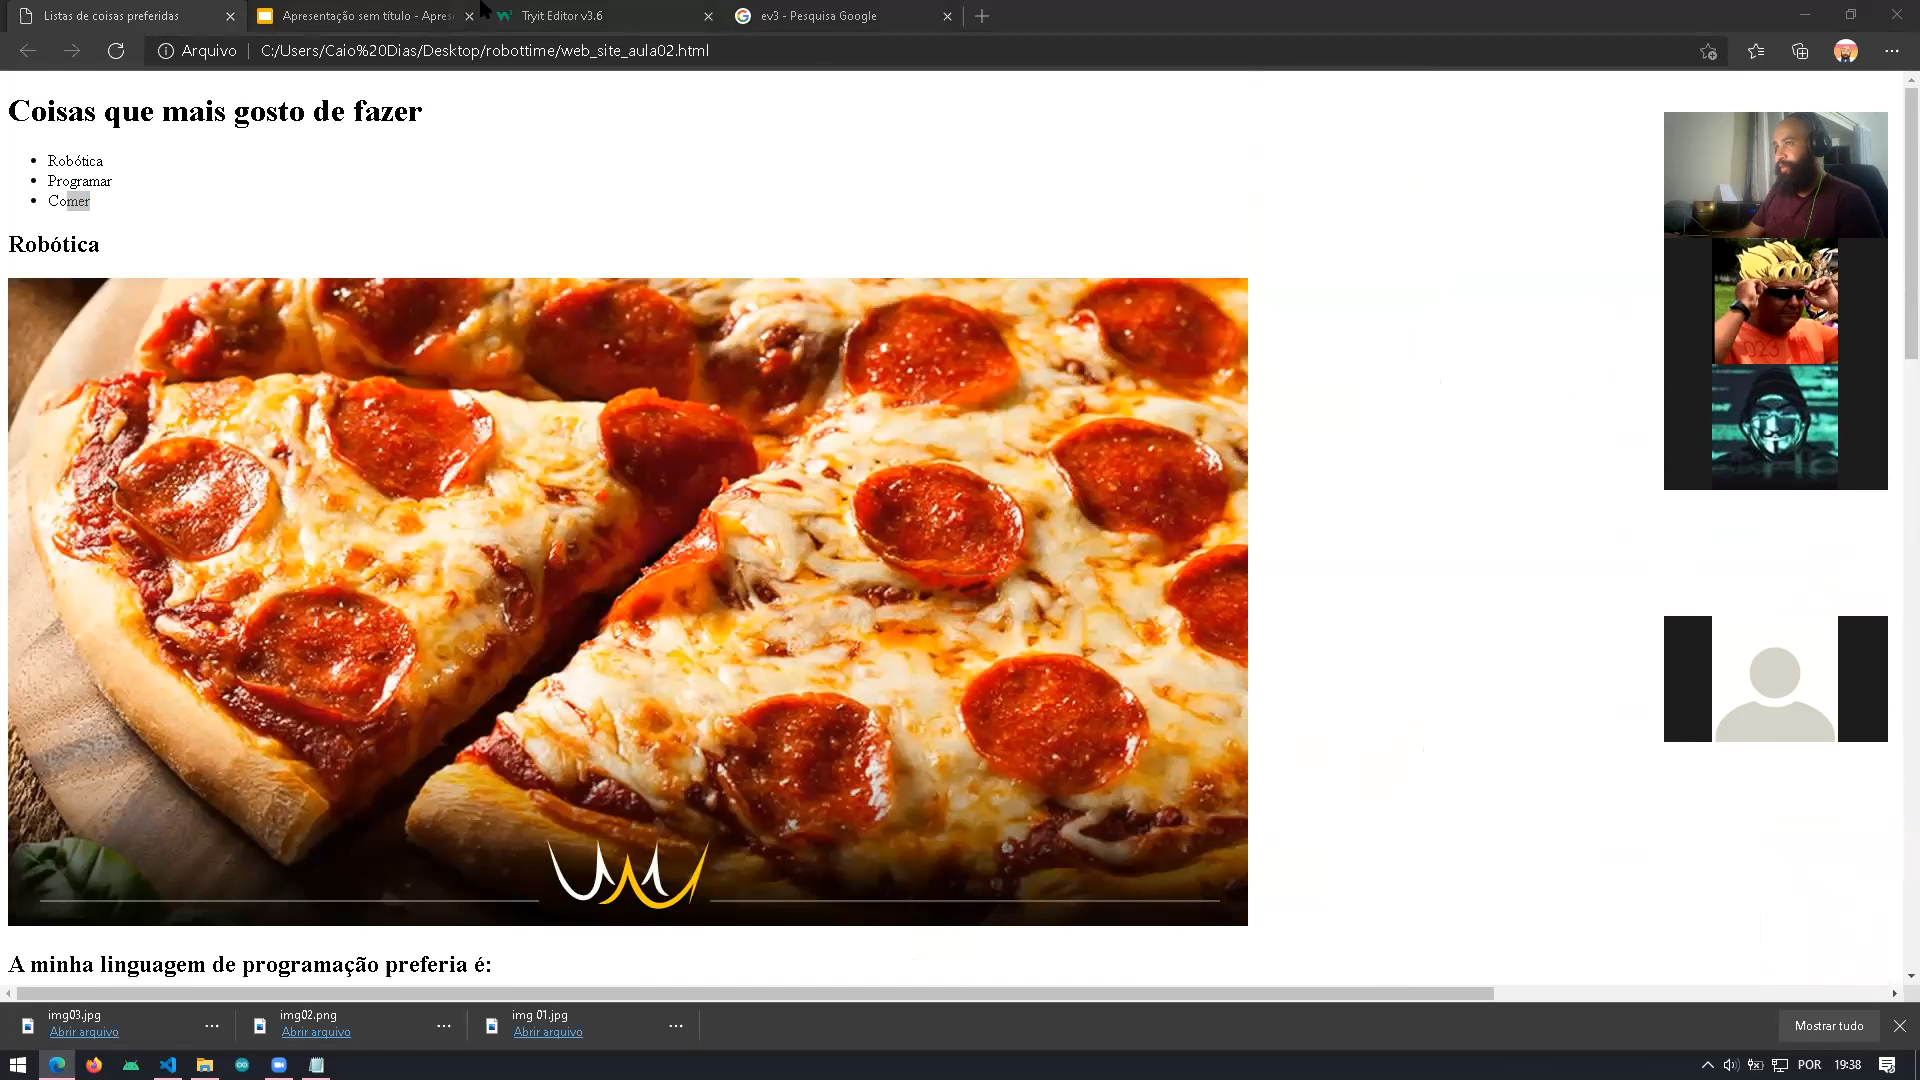 Listas de coisas preferidas
Apresentação sem título - Apres
Tryit Editor v3.6
ev3 - Pesquisa Google
Arquivo
C:/Users/Caio%20Dias/Desktop/robottime/web_site_aula02.html
Coisas que mais gosto de fazer
Robótica
Programar
Comer
Robótica
A minha linguagem de programação preferia é:
img03.jpg
Abrir arquivo
img02.png
Abrir arquivo
img 01.jpg
Abrir arquivo
Mostrar tudo
POR
19:38